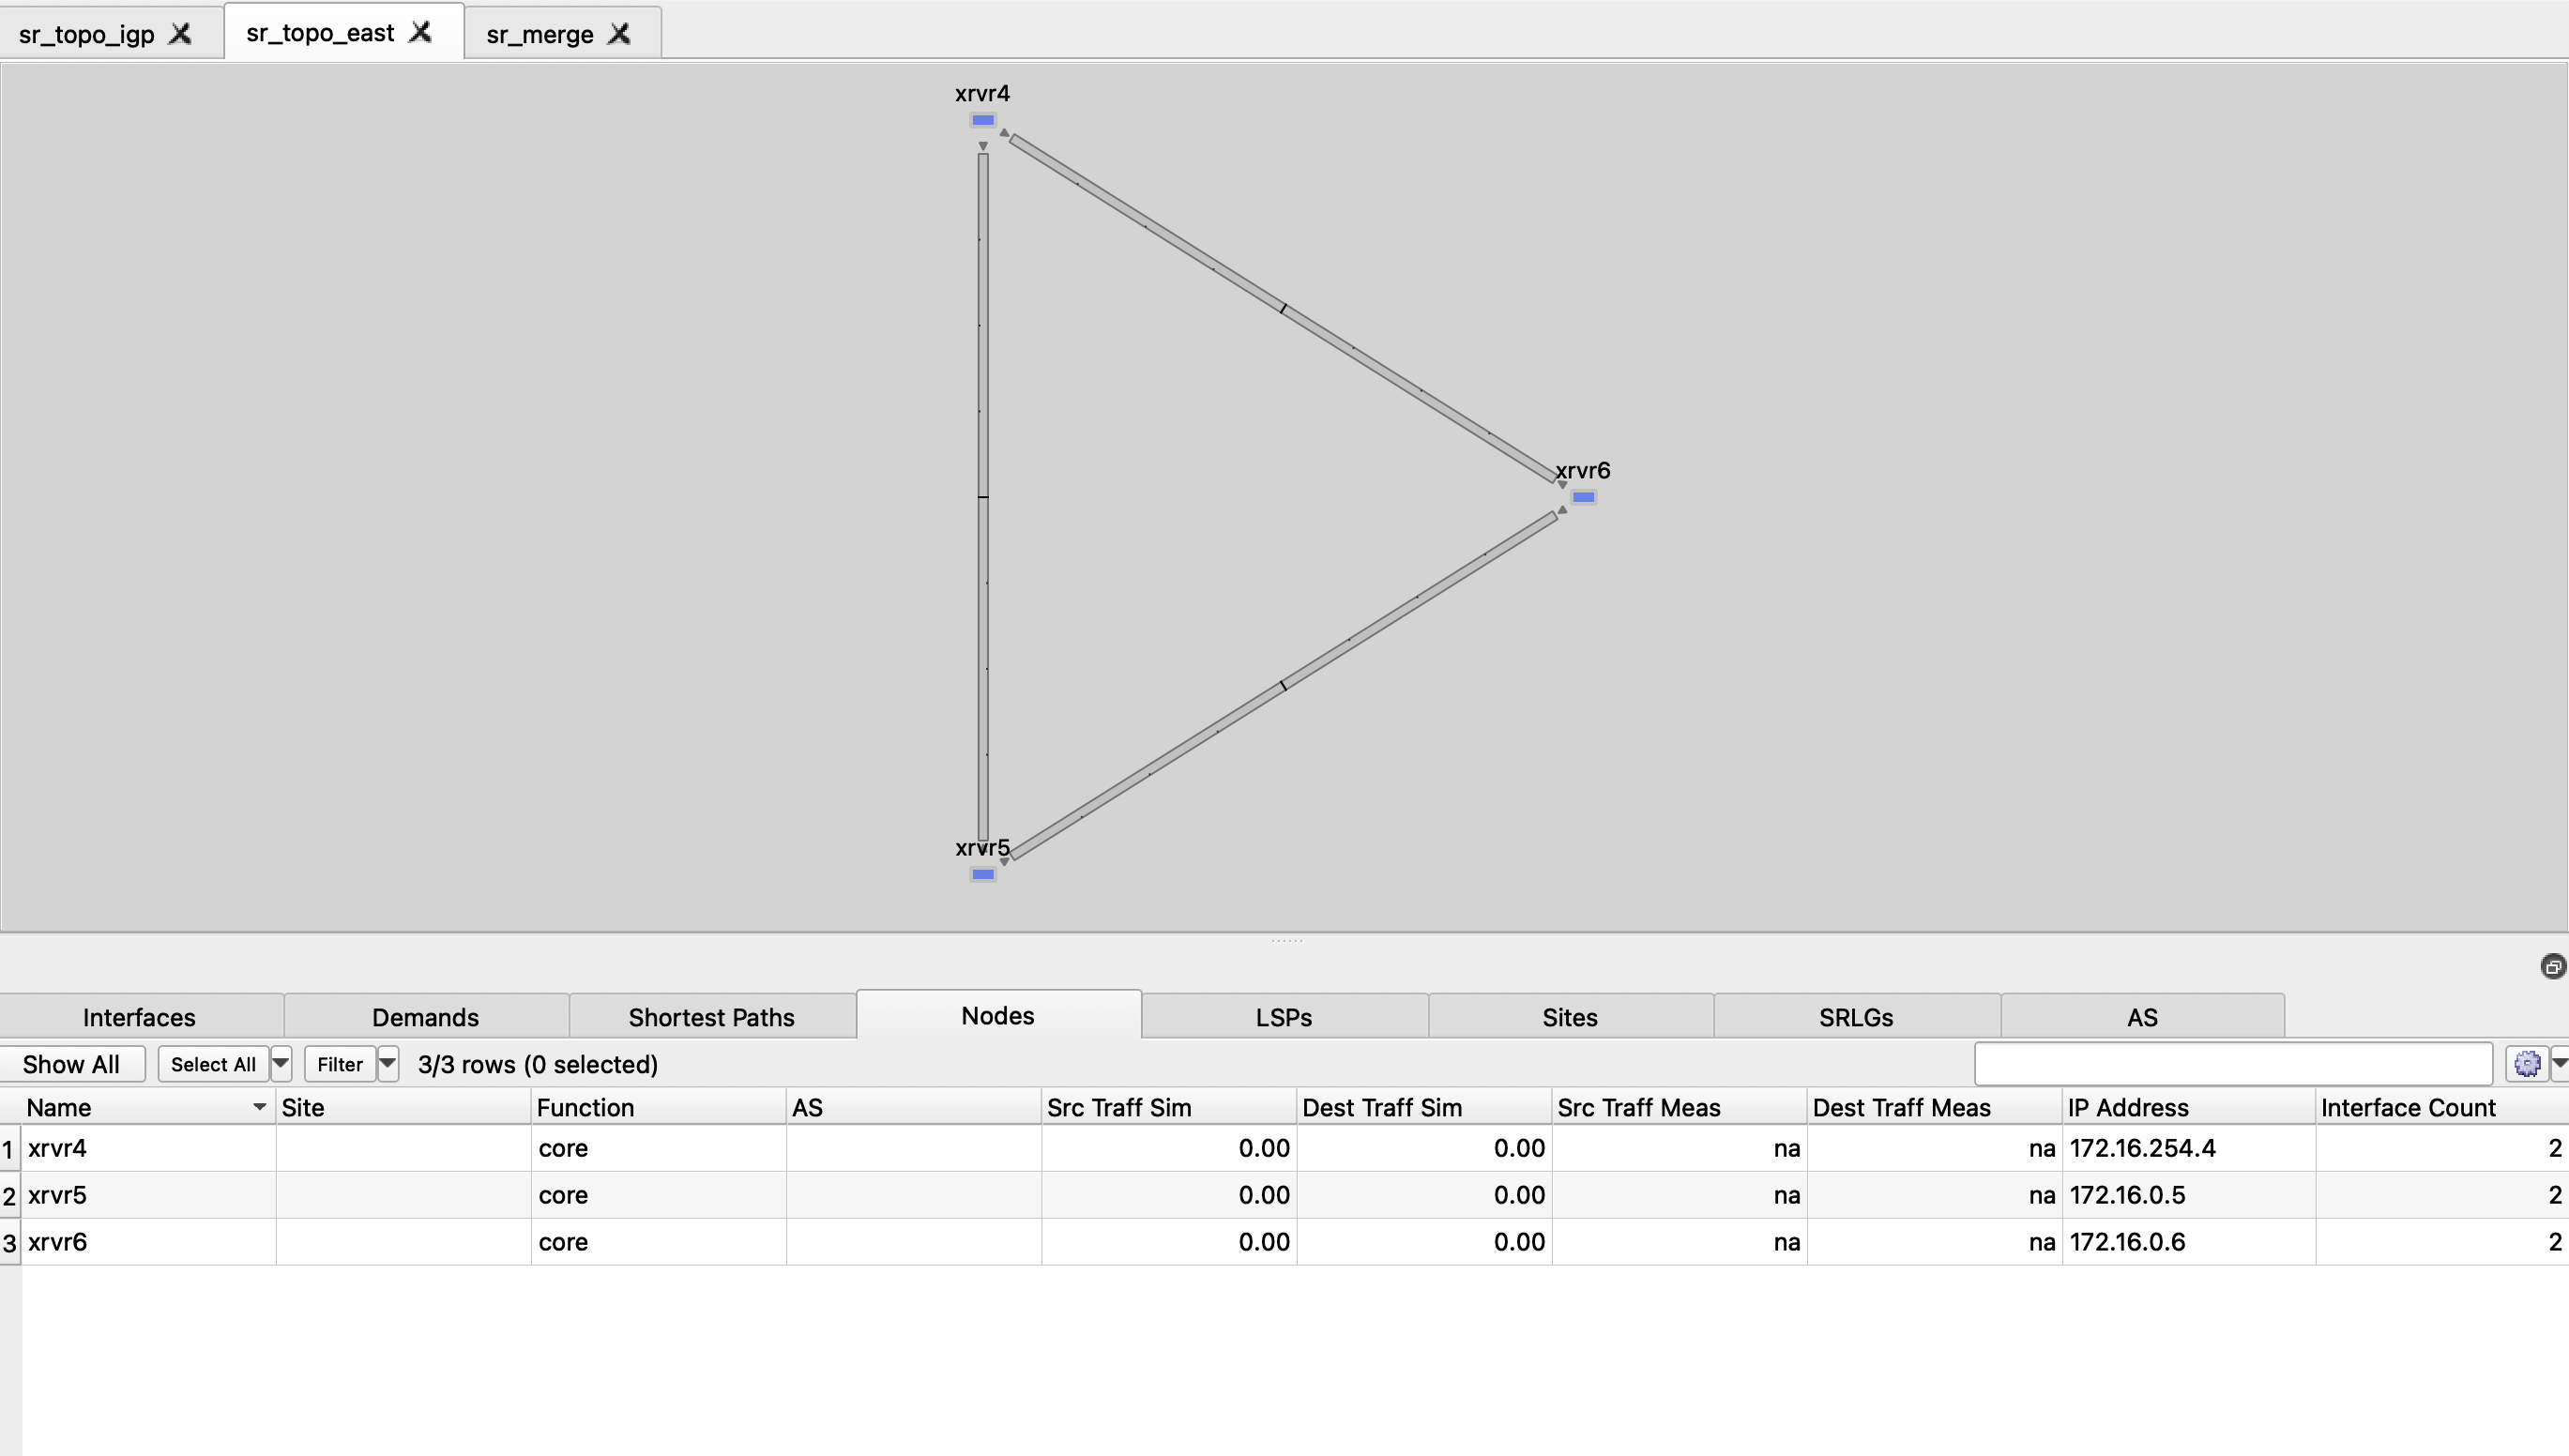 sr_topo_igp sr_topo_east sr_merge
xrvr4
xrvr6
xrvr5
Interfaces Demands Shortest Paths Nodes LSPs Sites SRLGs AS
Show All Select All Filter 3/3 rows (0 selected)
Name Site Function AS Src Traff Sim Dest Traff Sim Src Traff Meas Dest Traff Meas IP Address Interface Count
1 xrvr4 core 0.00 0.00 na na 172.16.254.4 2
2 xrvr5 core 0.00 0.00 na na 172.16.0.5 2
3 xrvr6 core 0.00 0.00 na na 172.16.0.6 2